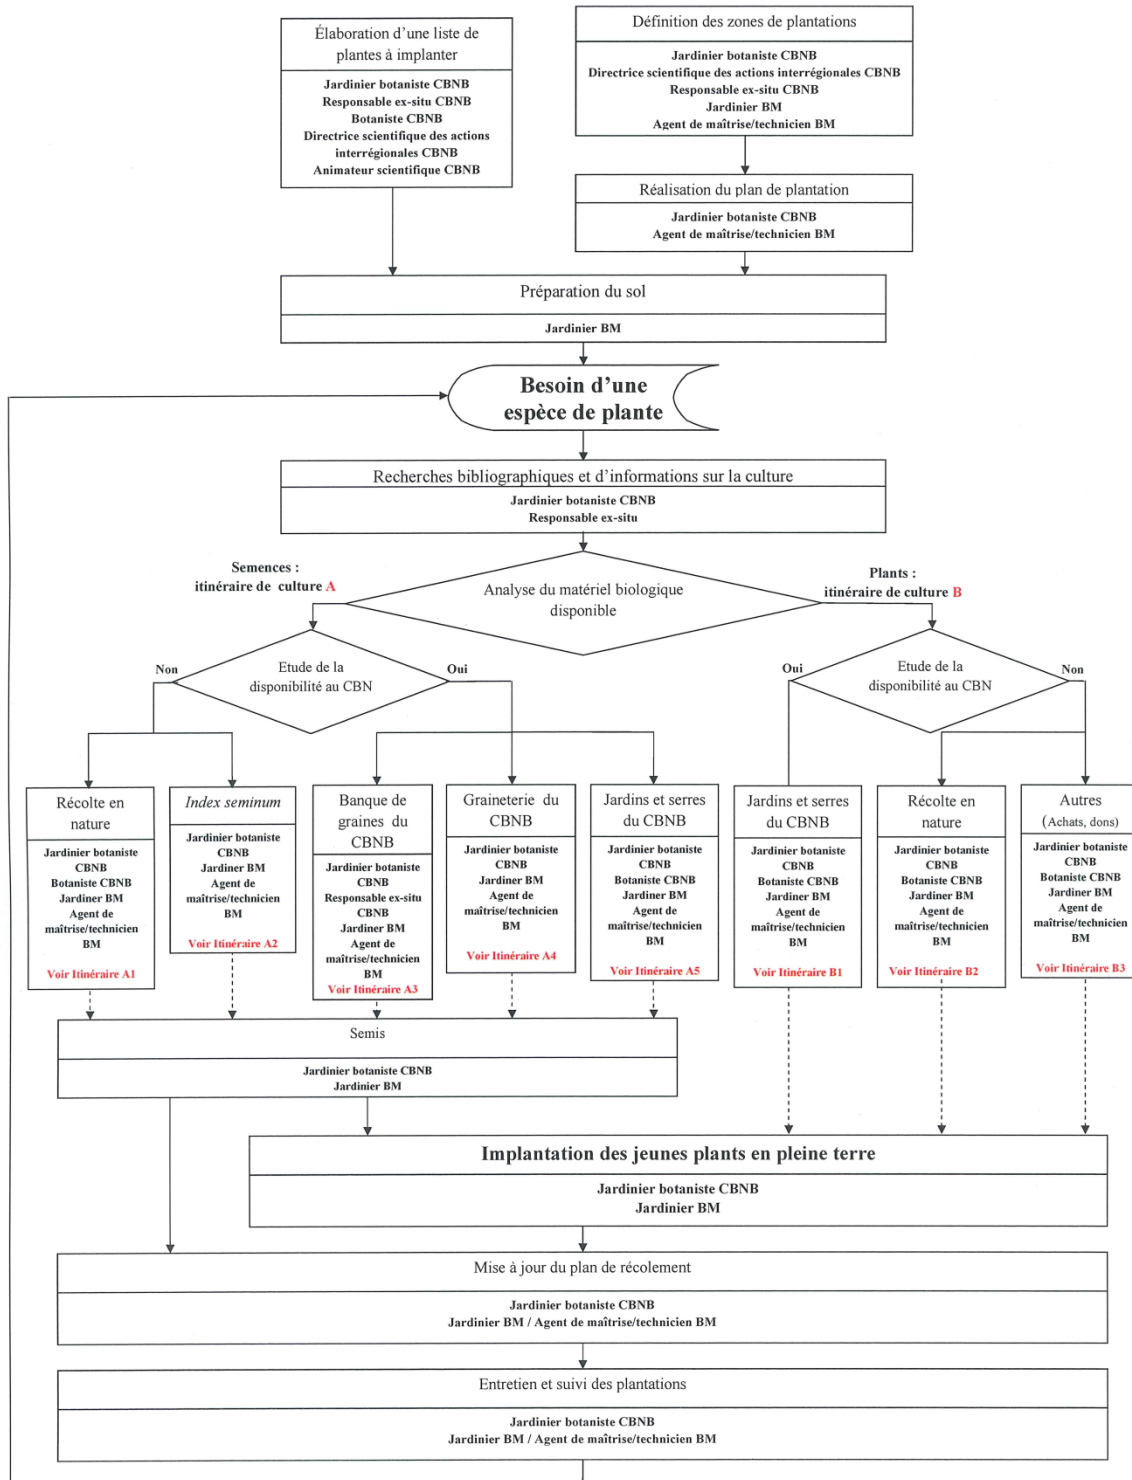 Élaboration d'une liste de
plantes à implanter
Jardinier botaniste CBNB
Responsable ex-situ CBNB
Botaniste CBNB
Directrice scientifique des actions
interrégionales CBNB
Animateur scientifique CBNB
Définition des zones de plantations
Jardinier botaniste CBNB
Directrice scientifique des actions interrégionales CBNB
Responsable ex-situ CBNB
Jardinier BM
Agent de maîtrise/technicien BM
Réalisation du plan de plantation
Jardinier botaniste CBNB
Agent de maîtrise/technicien BM
Préparation du sol
Jardinier BM
Besoin d'une
espèce de plante
Recherches bibliographiques et d'informations sur la culture
Jardinier botaniste CBNB
Responsable ex-situ
Semences :
itinéraire de culture A
Analyse du matériel biologique
disponible
Plants :
itinéraire de culture B
Non
Etude de la
disponibilité au CBN
Oui
Oui
Etude de la
disponibilité au CBN
Non
Récolte en
nature
Jardinier botaniste
CBNB
Botaniste CBNB
Jardiner BM
Agent de
maîtrise/technicien
BM
Voir Itinéraire A1
Index seminum
Jardinier botaniste
CBNB
Jardiner BM
Agent de
maîtrise/technicien
BM
Voir Itinéraire A2
Banque de
graines du
CBNB
Jardinier botaniste
CBNB
Responsable ex-situ
CBNB
Jardiner BM
Agent de
maîtrise/technicien
BM
Voir Itinéraire A3
Graineterie du
CBNB
Jardinier botaniste
CBNB
Jardiner BM
Agent de
maîtrise/technicien
BM
Voir Itinéraire A4
Jardins et serres
du CBNB
Jardinier botaniste
CBNB
Botaniste CBNB
Jardiner BM
Agent de
maîtrise/technicien
BM
Voir Itinéraire A5
Jardins et serres
du CBNB
Jardinier botaniste
CBNB
Botaniste CBNB
Jardiner BM
Agent de
maîtrise/technicien
BM
Voir Itinéraire B1
Récolte en
nature
Jardinier botaniste
CBNB
Botaniste CBNB
Jardiner BM
Agent de
maîtrise/technicien
BM
Voir Itinéraire B2
Autres
(Achats, dons)
Jardinier botaniste
CBNB
Botaniste CBNB
Jardiner BM
Agent de
maîtrise/technicien
BM
Voir Itinéraire B3
Semis
Jardinier botaniste CBNB
Jardinier BM
Implantation des jeunes plants en pleine terre
Jardinier botaniste CBNB
Jardinier BM
Mise à jour du plan de récolement
Jardinier botaniste CBNB
Jardinier BM / Agent de maîtrise/technicien BM
Entretien et suivi des plantations
Jardinier botaniste CBNB
Jardinier BM / Agent de maîtrise/technicien BM